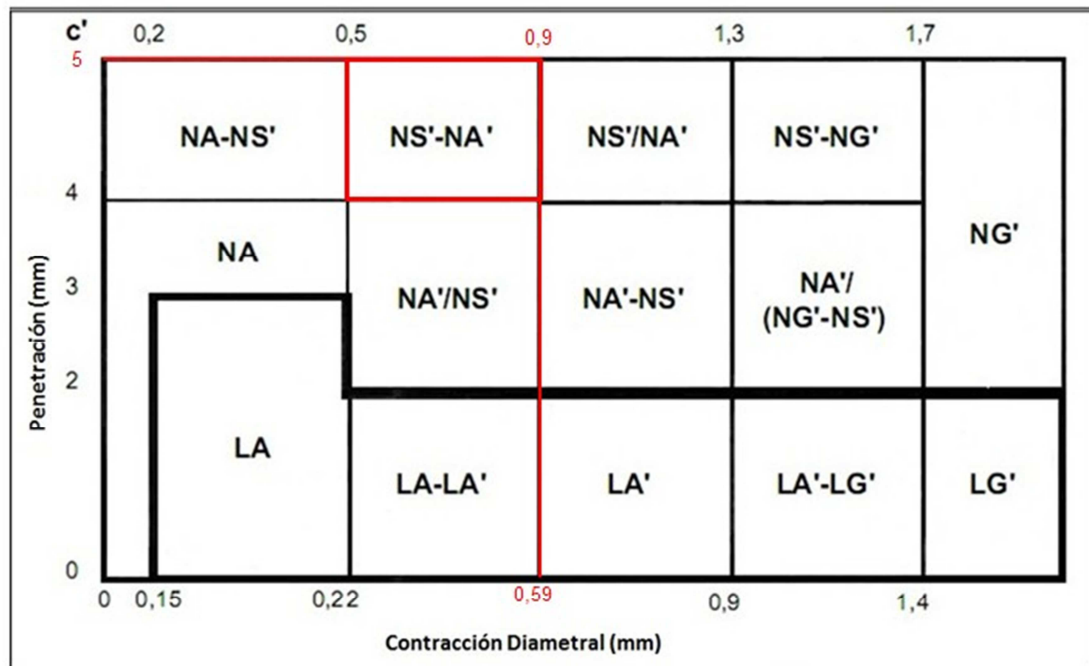 c' 0,2 0,5 0,9 1,3 1,7
5
NA-NS' NS'-NA' NS'/NA' NS'-NG'
4
NG'
NA
3
NA'/NS' NA'-NS' NA'/
(NG'-NS')
2
Penetración (mm)
LA
LA-LA' LA' LA'-LG' LG'
0
0 0,15 0,22 0,59 0,9 1,4
Contracción Diametral (mm)